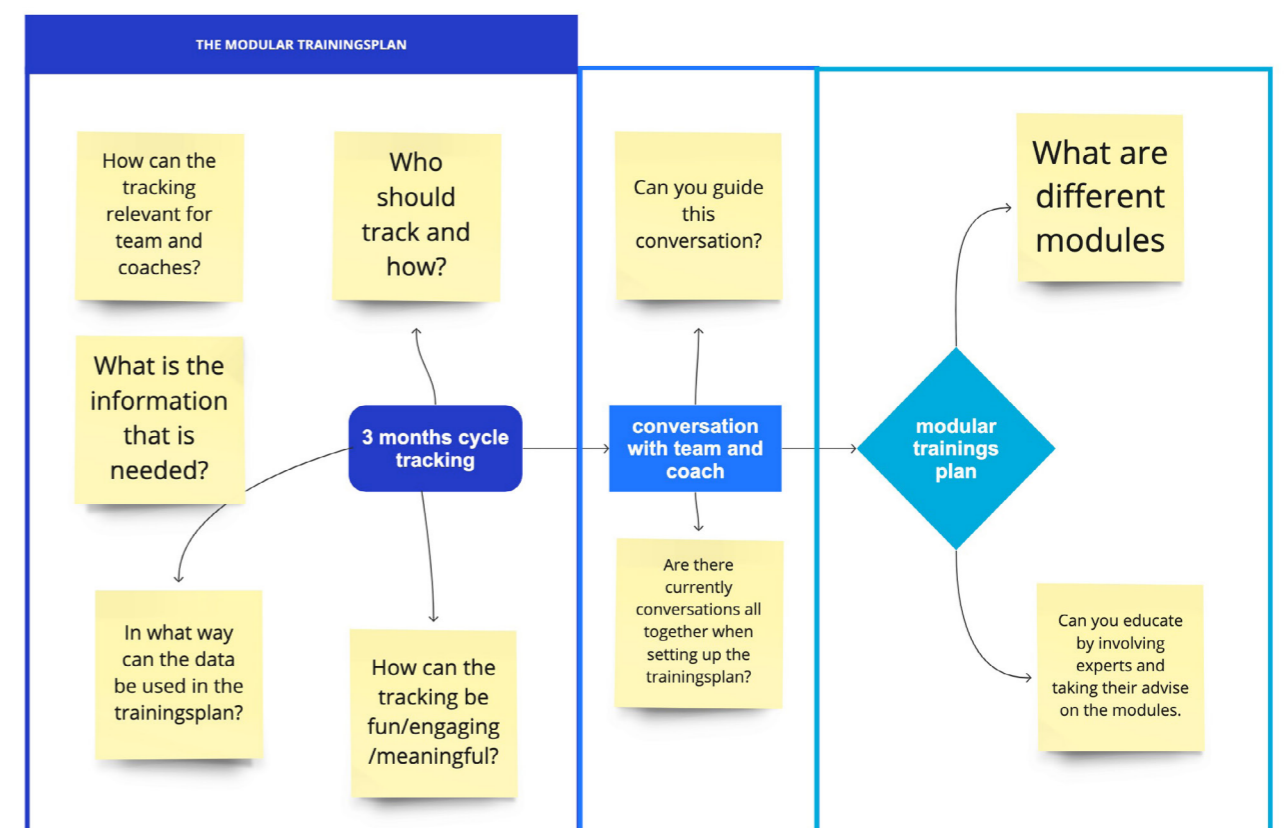 THE MODULAR TRAININGSPLAN
How can the
tracking
relevant for
team and
coaches?
Who
should
track and
how?
What is the
information
that is
needed?
3 months cycle
tracking
In what way
can the data
be used in the
trainingsplan?
How can the
tracking be
fun/engaging
/meaningful?
Can you guide
this
conversation?
conversation
with team and
coach
Are there
currently
conversations all
together when
setting up the
trainingsplan?
What are
different
modules
modular
trainings
plan
Can you educate
by involving
experts and
taking their advise
on the modules.